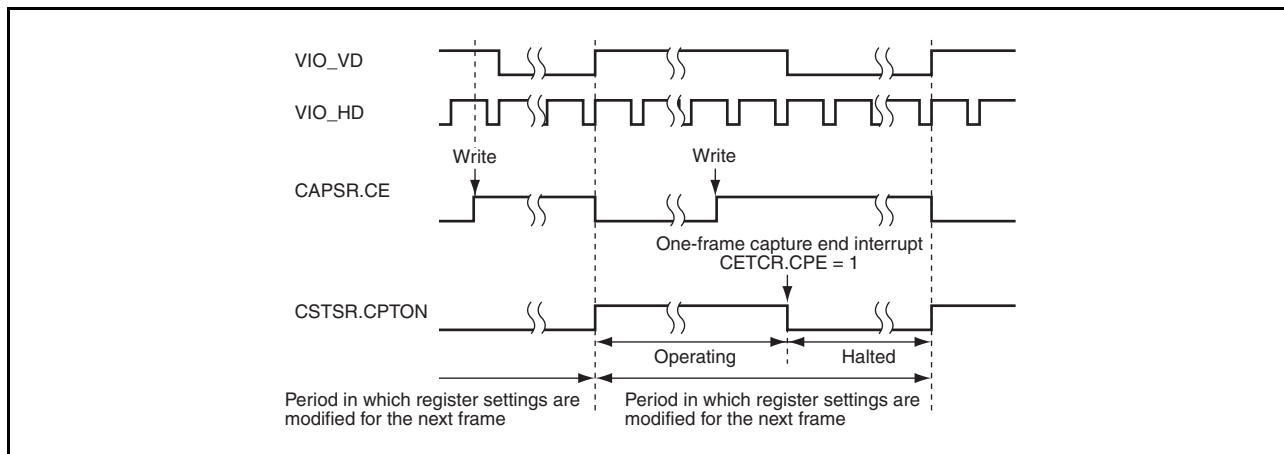 VIO_VD
VIO_HD
Write
Write
CAPSR.CE
One-frame capture end interrupt
CETCR.CPE = 1
CSTSR.CPTON
Operating
Halted
Period in which register settings are
modified for the next frame
Period in which register settings are
modified for the next frame